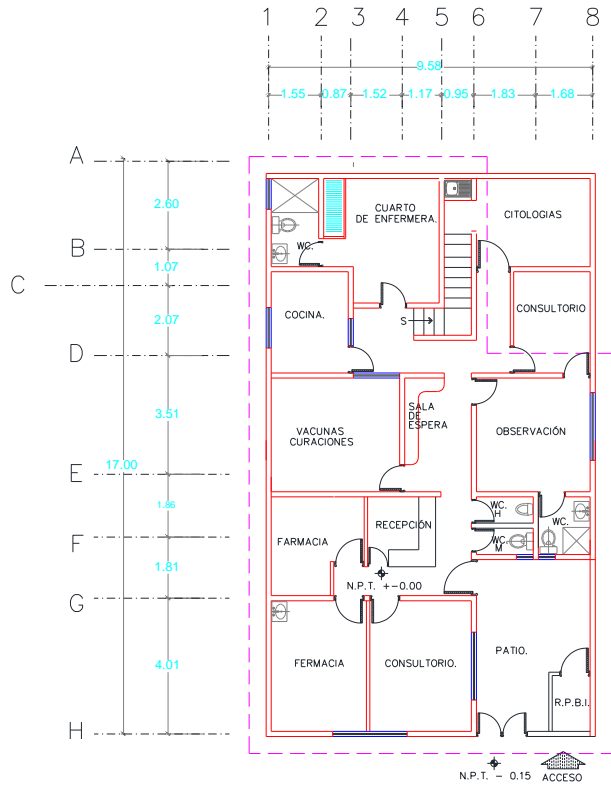 1 2 3 4 5 6 7 8
9.58
1.55 0.87 1.52 1.17 0.95 1.83 1.68
A
2.60
CUARTO
DE ENFERMERA.
CITOLOGIAS
B
WC.
1.07
C
2.07
COCINA.
CONSULTORIO
S
D
3.51
SALA
DE
ESPERA
VACUNAS
CURACIONES
OBSERVACIÓN
17.00
E
1.86
WC.
H
WC.
RECEPCIÓN
F
FARMACIA
WC.
M
1.81
N.P.T. +-0.00
G
4.01
FERMACIA
CONSULTORIO.
PATIO.
R.P.B.I.
H
N.P.T. - 0.15
ACCESO